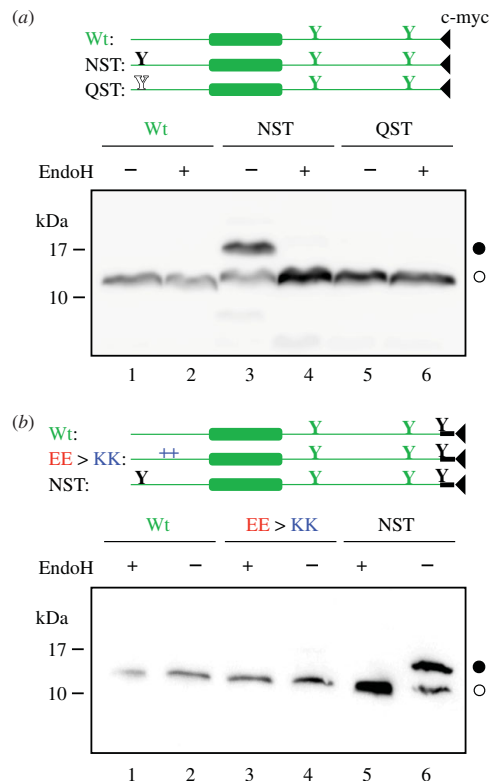 (a)
c-myc
Wt: Y Y
NST: Y Y Y
QST: Y Y Y
Wt NST QST
EndoH – + – + – +
kDa
17
10
1 2 3 4 5 6
(b)
Wt: Y Y Y
EE > KK: ++ Y Y Y
NST: Y Y Y Y
Wt EE > KK NST
EndoH + – + – + –
kDa
17
10
1 2 3 4 5 6